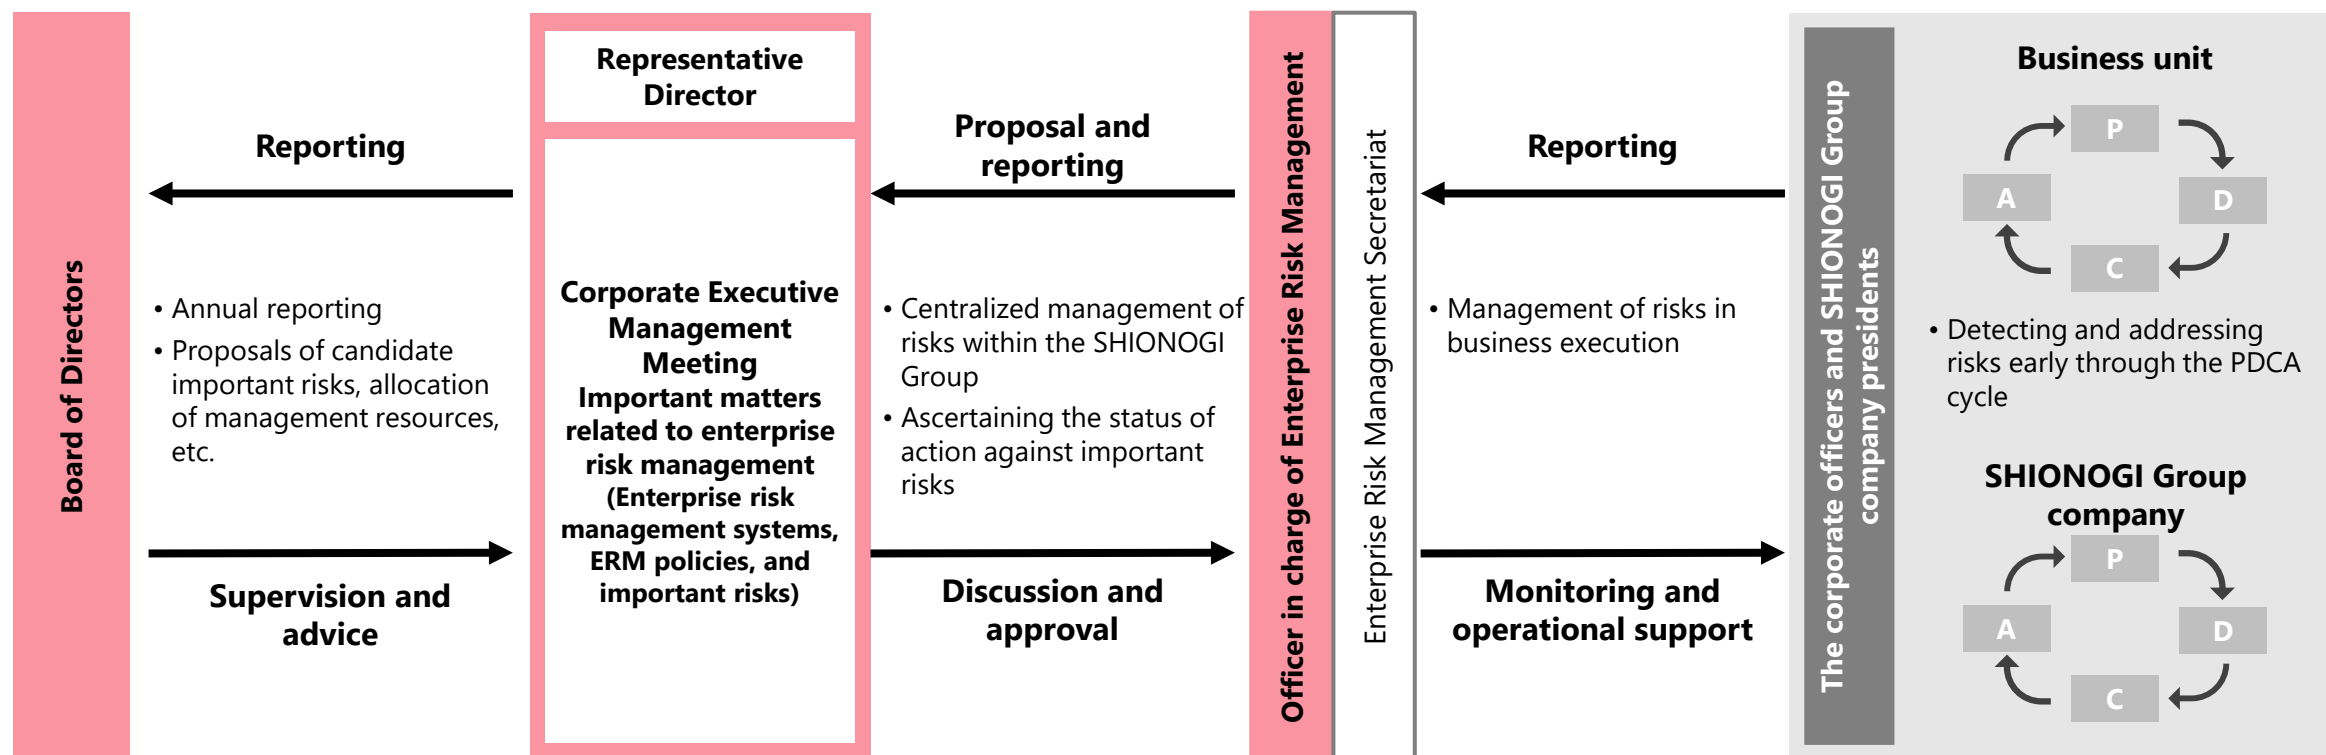 Board of Directors
Reporting
• Annual reporting
• Proposals of candidate
important risks, allocation
of management resources,
etc.
Supervision and
advice
Representative
Director
Corporate Executive
Management
Meeting
Important matters
related to enterprise
risk management
(Enterprise risk
management systems,
ERM policies, and
important risks)
Proposal and
reporting
• Centralized management of
risks within the SHIONOGI
Group
• Ascertaining the status of
action against important
risks
Discussion and
approval
Officer in charge of Enterprise Risk Management
Enterprise Risk Management Secretariat
Reporting
• Management of risks in
business execution
Monitoring and
operational support
The corporate officers and SHIONOGI Group
company presidents
Business unit
P
D
C
A
• Detecting and addressing
risks early through the PDCA
cycle
SHIONOGI Group
company
P
D
C
A